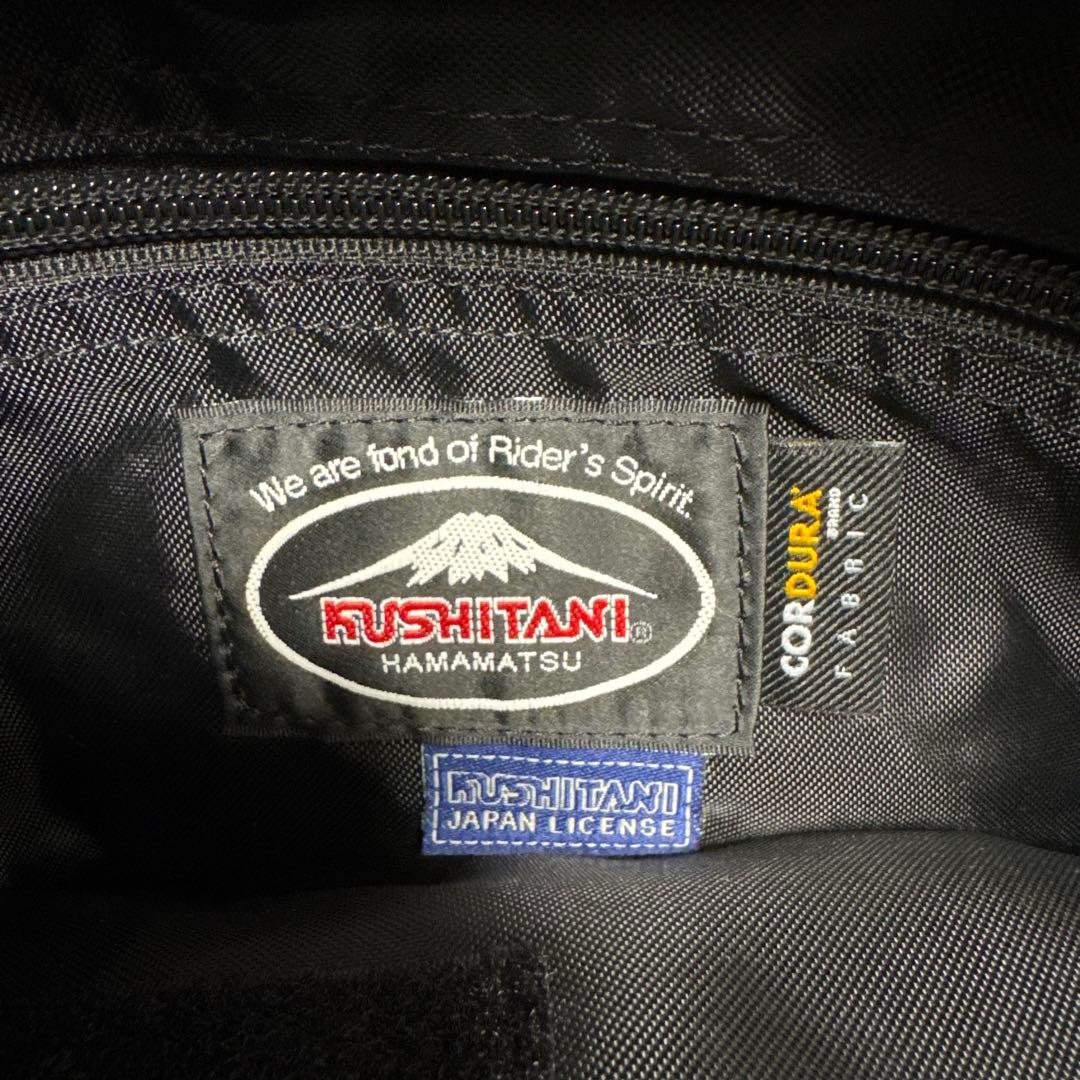 We are fond of Rider's Spirit.
KUSHITANI®
HAMAMATSU
CORDURA®
BRAND
FABRIC
KUSHITANI
JAPAN LICENSE